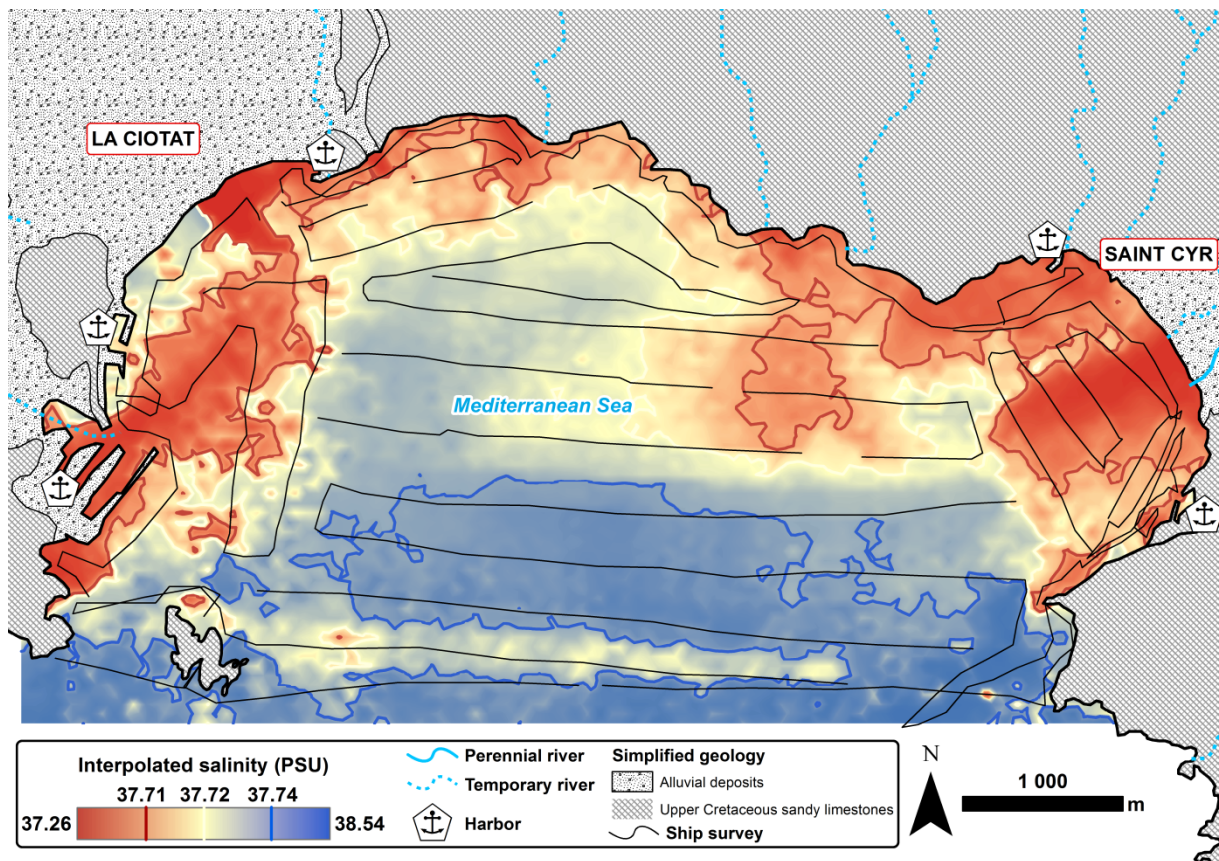 LA CIOTAT
SAINT CYR
Mediterranean Sea
Interpolated salinity (PSU)
37.71 37.72 37.74
37.26 38.54
Perennial river
Temporary river
Harbor
Simplified geology
Alluvial deposits
Upper Cretaceous sandy limestones
Ship survey
N
1 000
m